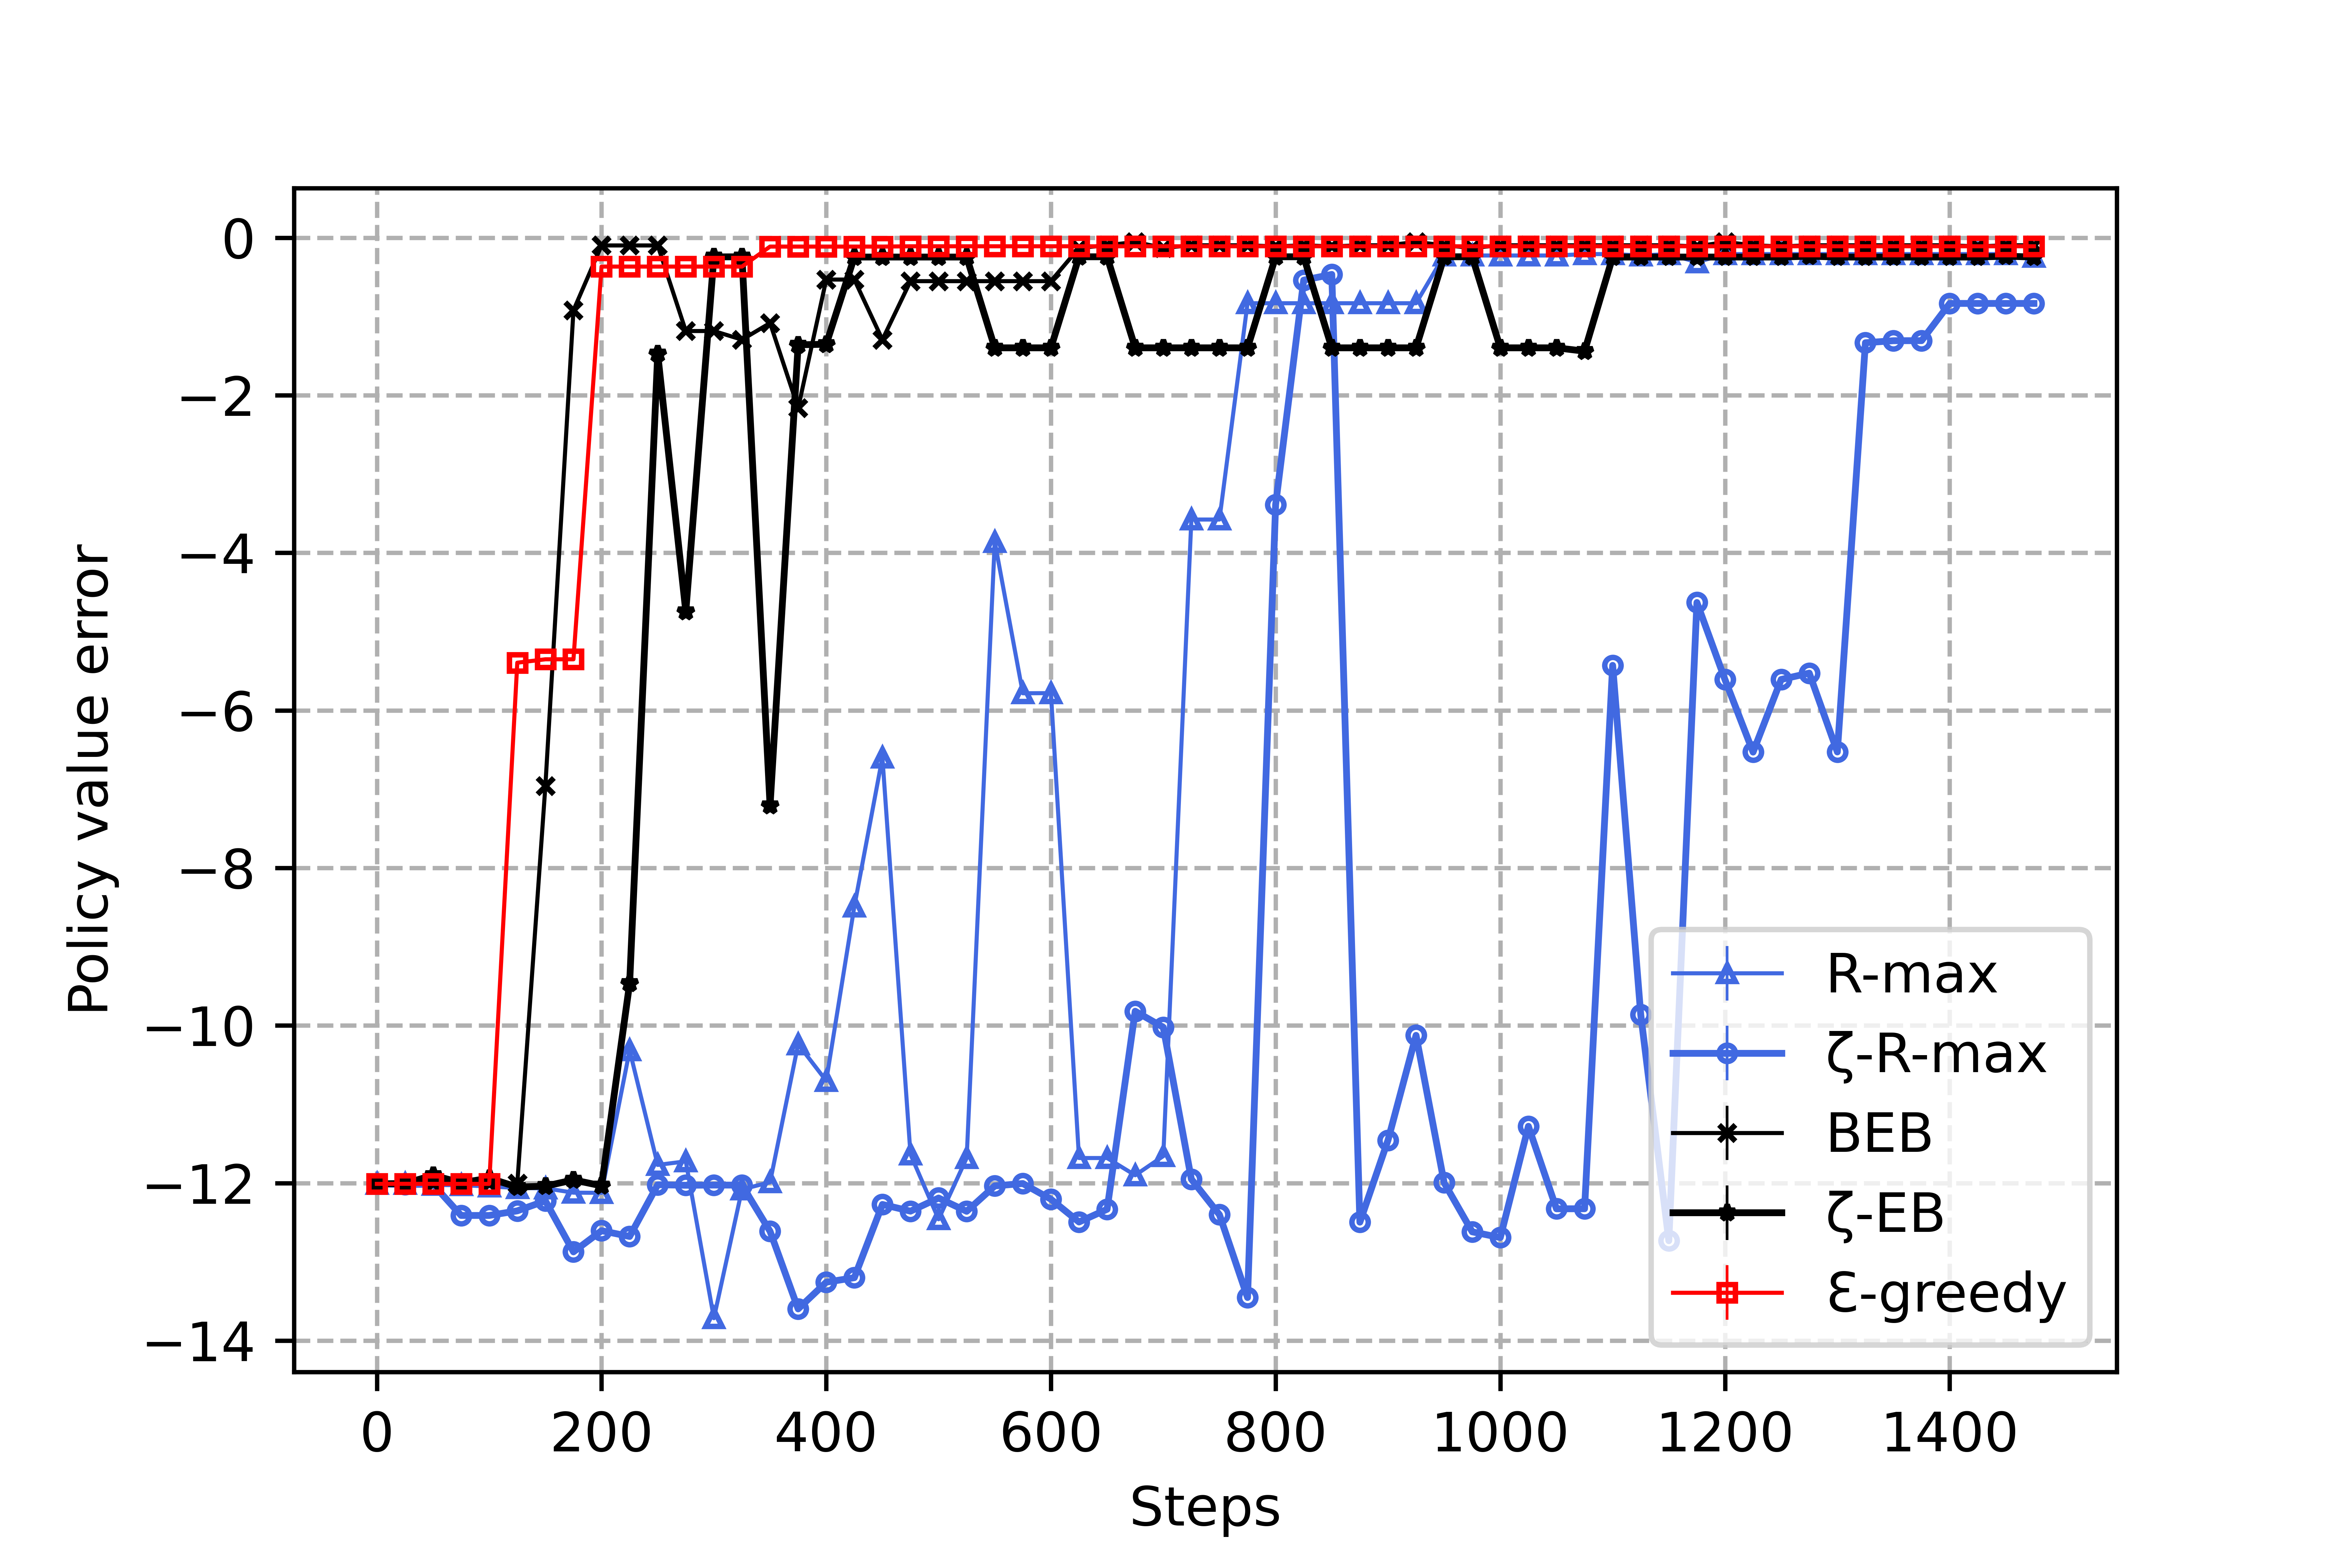 0
−2
−4
−6
−8
−10
−12
−14
Policy value error
0 200 400 600 800 1000 1200 1400
Steps
R-max
ζ-R-max
BEB
ζ-EB
Ɛ-greedy